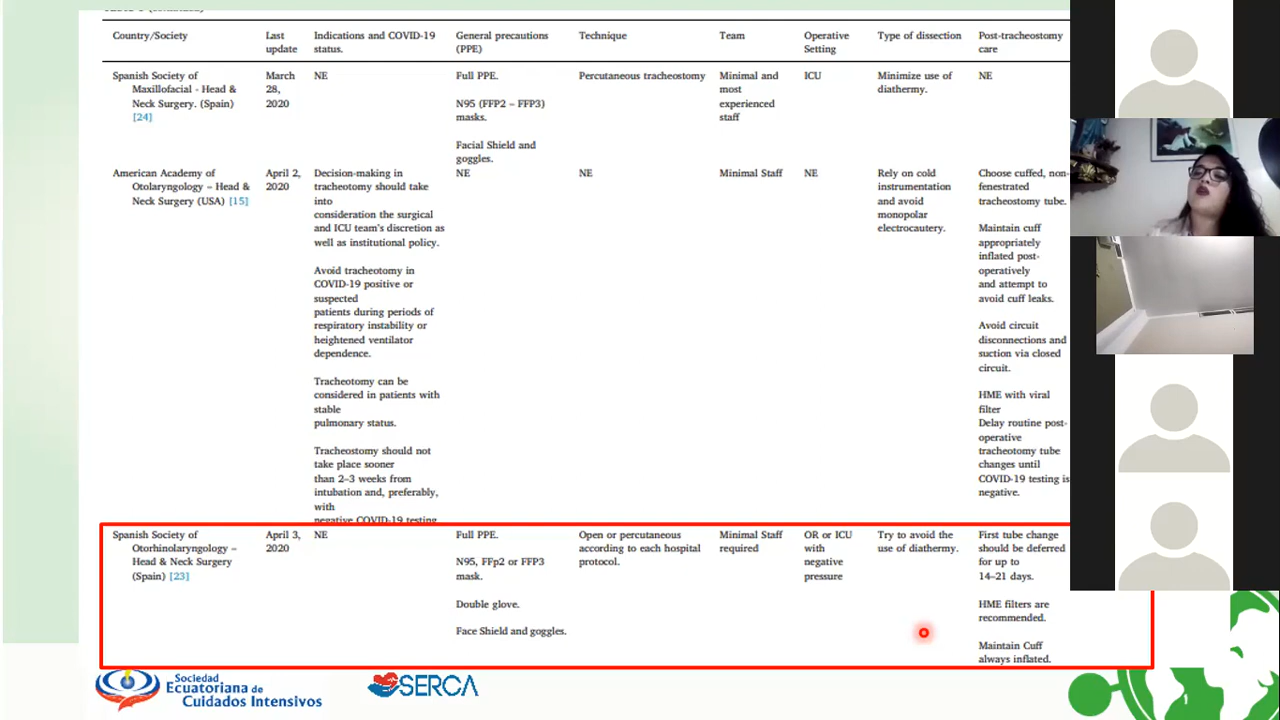 Country/Society
Last
update
Indications and COVID-19
status.
General precautions
(PPE)
Technique
Team
Operative
Setting
Type of dissection
Post-tracheostomy
care
Spanish Society of
Maxillofacial - Head &
Neck Surgery. (Spain)
[24]
March
28,
2020
NE
Full PPE.
N95 (FFP2 – FFP3)
masks.
Facial Shield and
goggles.
Percutaneous tracheostomy
Minimal and
most
experienced
staff
ICU
Minimize use of
diathermy.
NE
American Academy of
Otolaryngology – Head &
Neck Surgery (USA) [15]
April 2,
2020
Decision-making in
tracheotomy should take
into
consideration the surgical
and ICU team's discretion as
well as institutional policy.
Avoid tracheotomy in
COVID-19 positive or
suspected
patients during periods of
respiratory instability or
heightened ventilator
dependence.
Tracheotomy can be
considered in patients with
stable
pulmonary status.
Tracheostomy should not
take place sooner
than 2–3 weeks from
intubation and, preferably,
with
negative COVID-19 testing
NE
NE
Minimal Staff
NE
Rely on cold
instrumentation
and avoid
monopolar
electrocautery.
Choose cuffed, non-
fenestrated
tracheostomy tube.
Maintain cuff
appropriately
inflated post-
operatively
and attempt to
avoid cuff leaks.
Avoid circuit
disconnections and
suction via closed
circuit.
HME with viral
filter
Delay routine post-
operative
tracheotomy tube
changes until
COVID-19 testing is
negative.
Spanish Society of
Otorhinolaryngology –
Head & Neck Surgery
(Spain) [23]
April 3,
2020
NE
Full PPE.
N95, FFp2 or FFP3
mask.
Double glove.
Face Shield and goggles.
Open or percutaneous
according to each hospital
protocol.
Minimal Staff
required
OR or ICU
with
negative
pressure
Try to avoid the
use of diathermy.
First tube change
should be deferred
for up to
14–21 days.
HME filters are
recommended.
Maintain Cuff
always inflated.
Sociedad
Ecuatoriana de
Cuidados Intensivos
SERCA